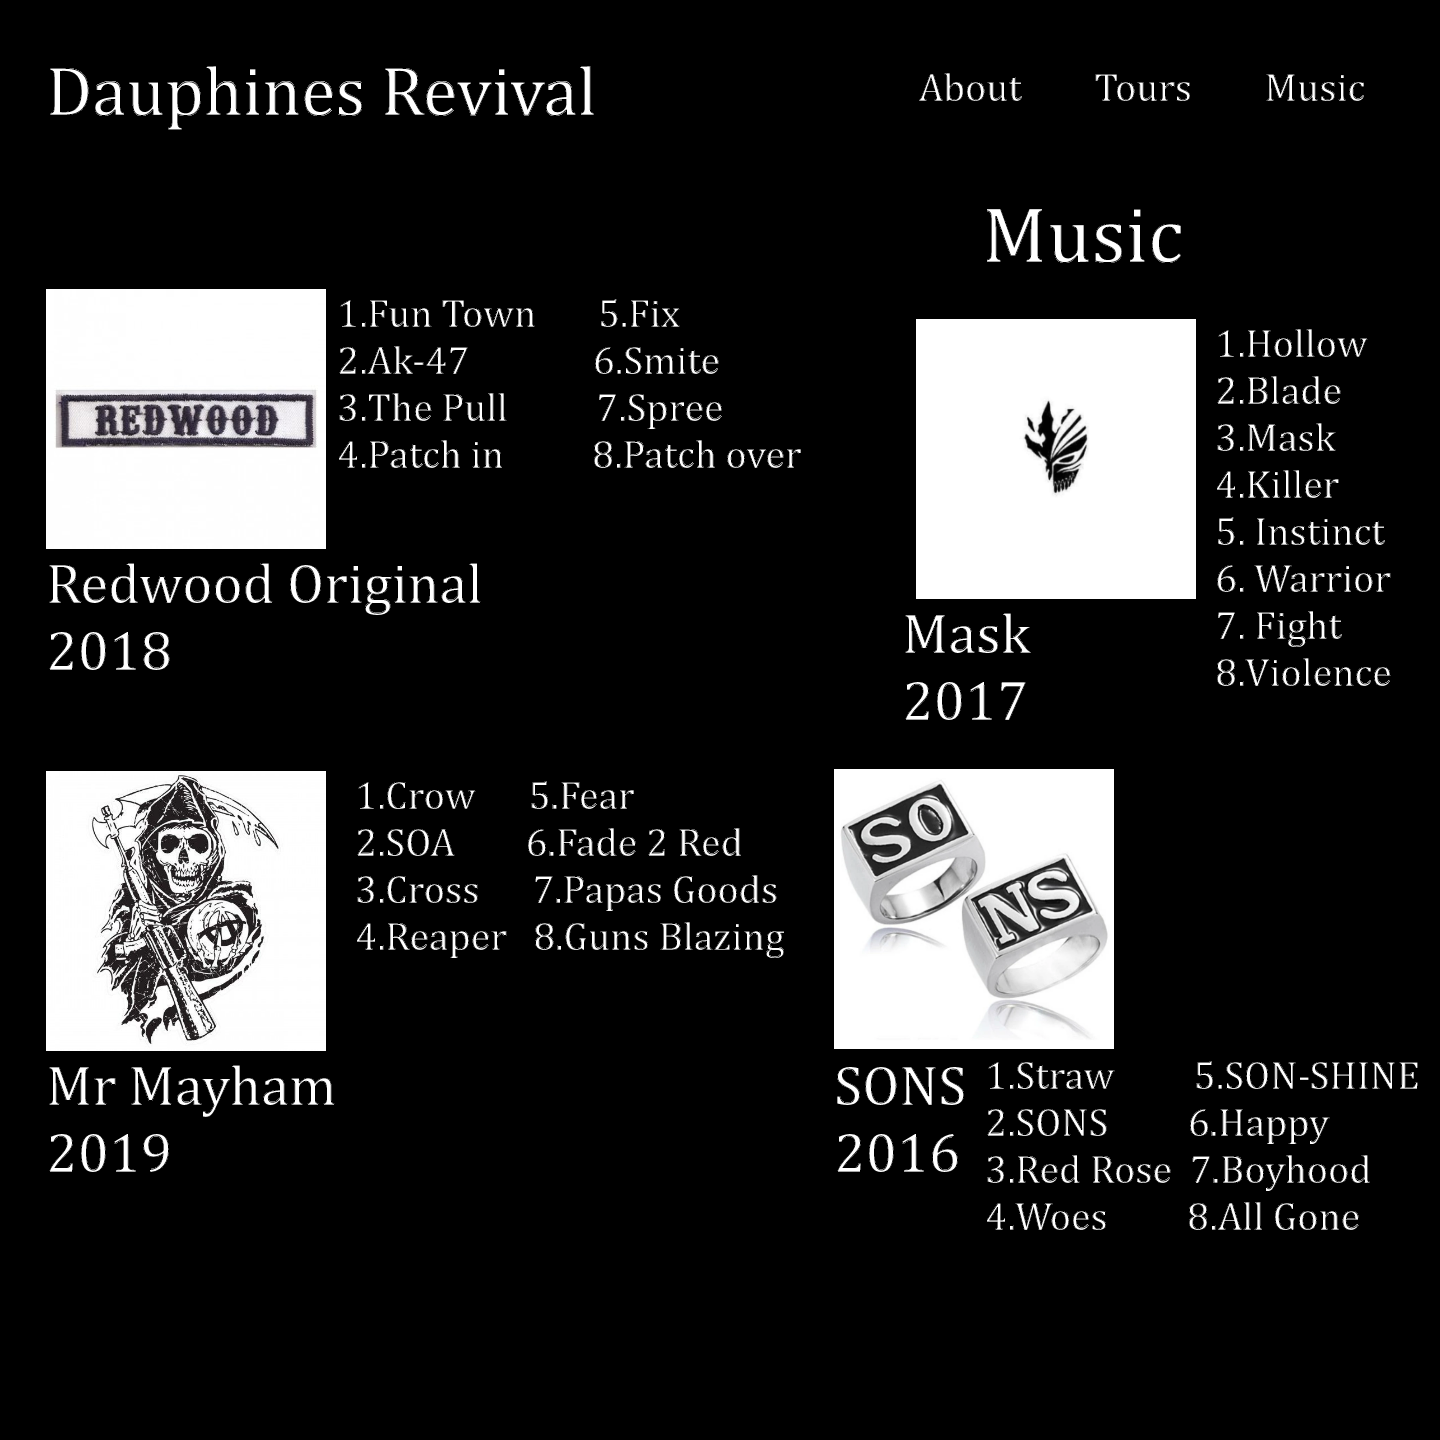 Dauphines Revival
About Tours Music
Music
REDWOOD
1.Fun Town 5.Fix
2.Ak-47 6.Smite
3.The Pull 7.Spree
4.Patch in 8.Patch over
Redwood Original
2018
1.Hollow
2.Blade
3.Mask
4.Killer
5. Instinct
6. Warrior
7. Fight
8.Violence
Mask
2017
1.Crow 5.Fear
2.SOA 6.Fade 2 Red
3.Cross 7.Papas Goods
4.Reaper 8.Guns Blazing
Mr Mayham
2019
SO
NS
SONS
2016
1.Straw 5.SON-SHINE
2.SONS 6.Happy
3.Red Rose 7.Boyhood
4.Woes 8.All Gone